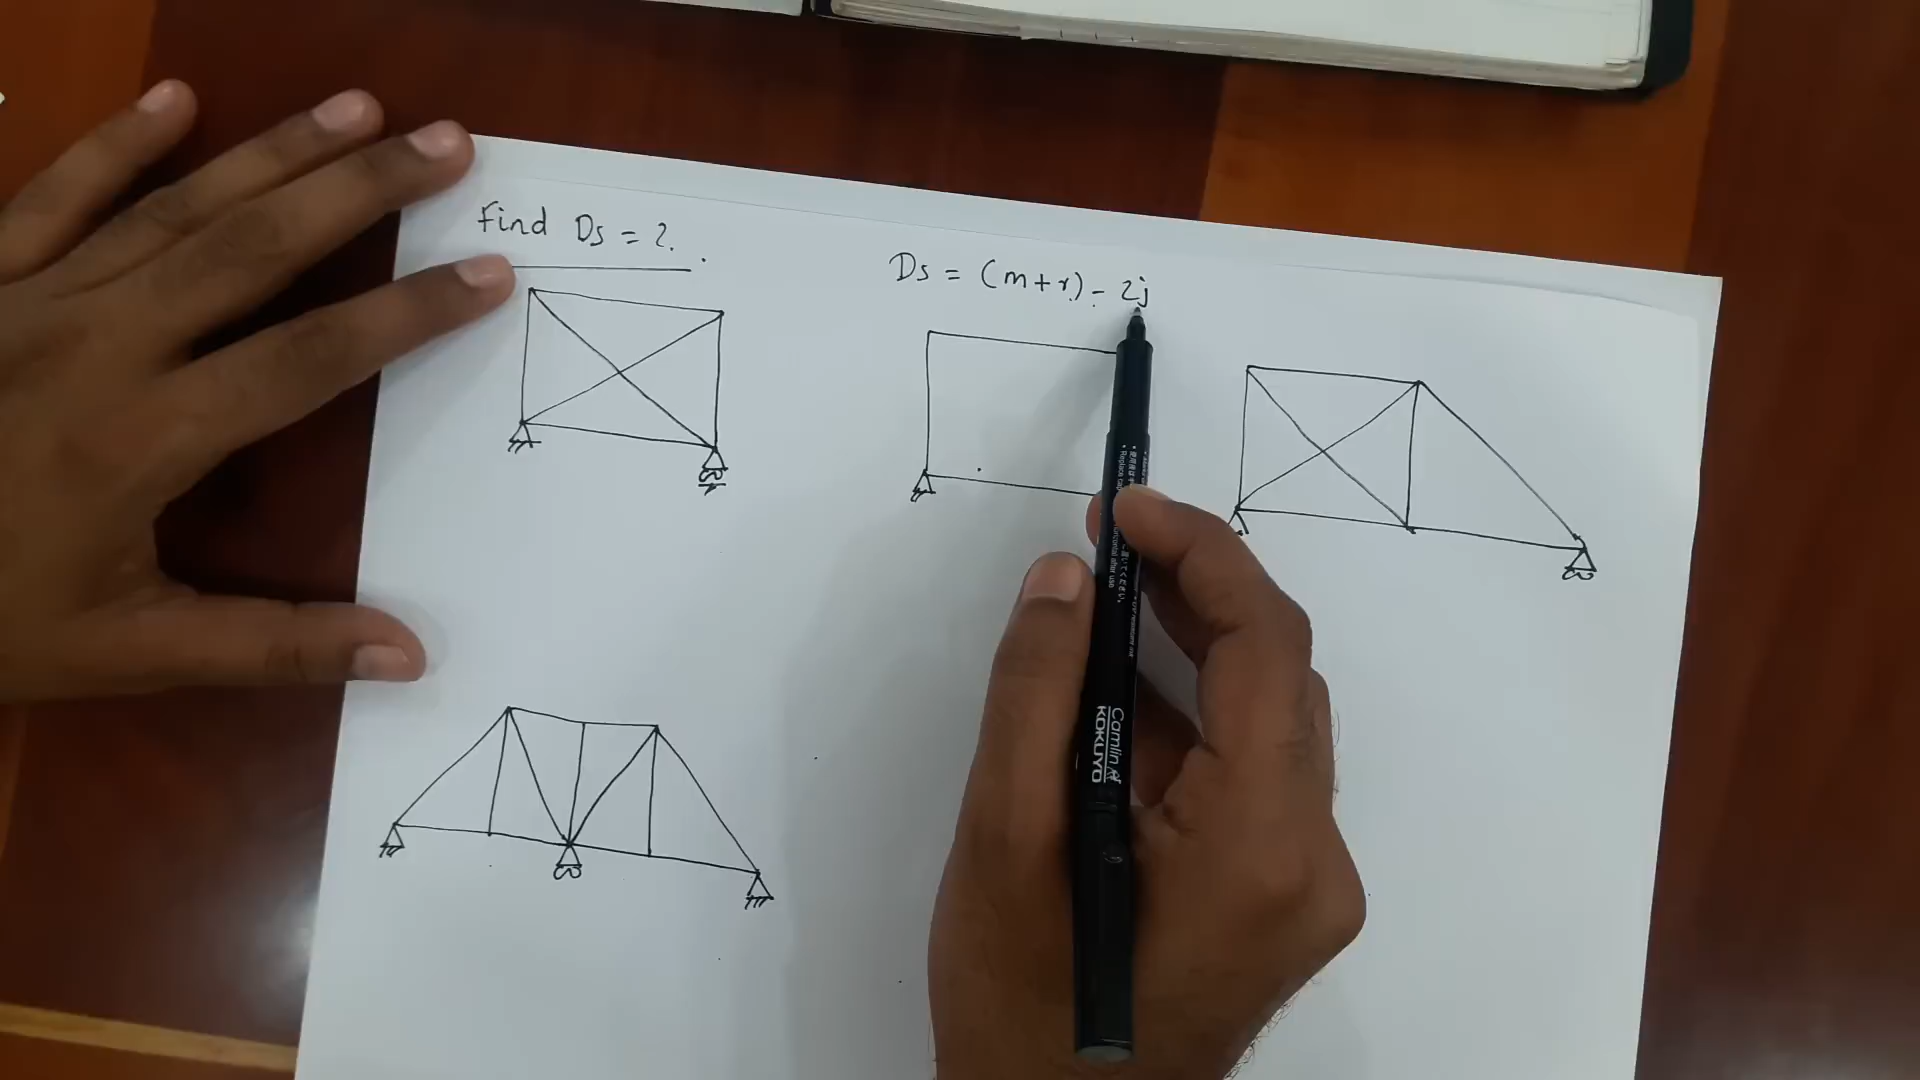 Find Ds = ?.
Ds = (m+r) - 2j
Camlin
KOKUYO